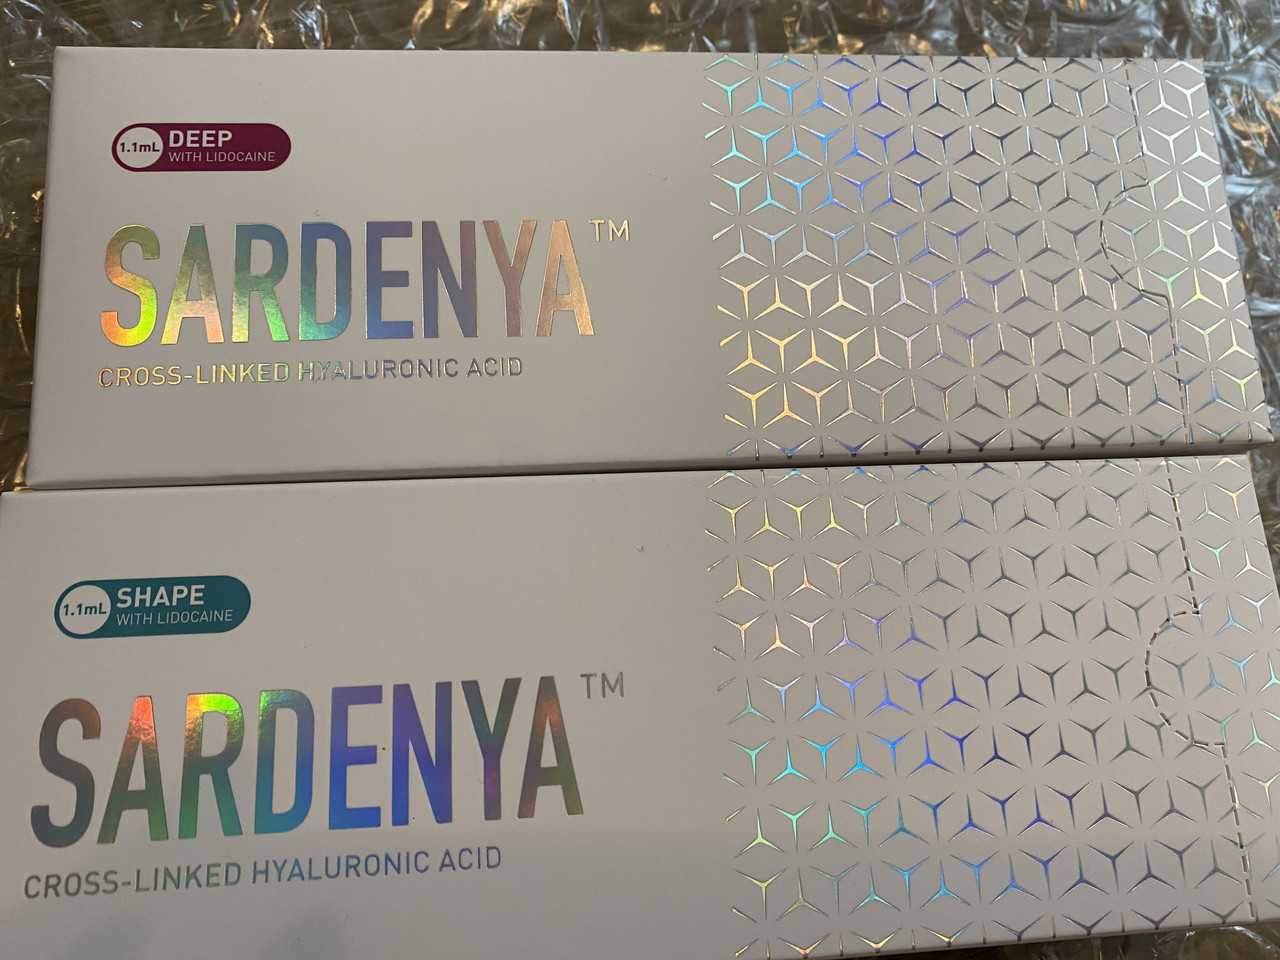 1.1mL DEEP
WITH LIDOCAINE
SARDENYA™
CROSS-LINKED HYALURONIC ACID
1.1mL SHAPE
WITH LIDOCAINE
SARDENYA™
CROSS-LINKED HYALURONIC ACID